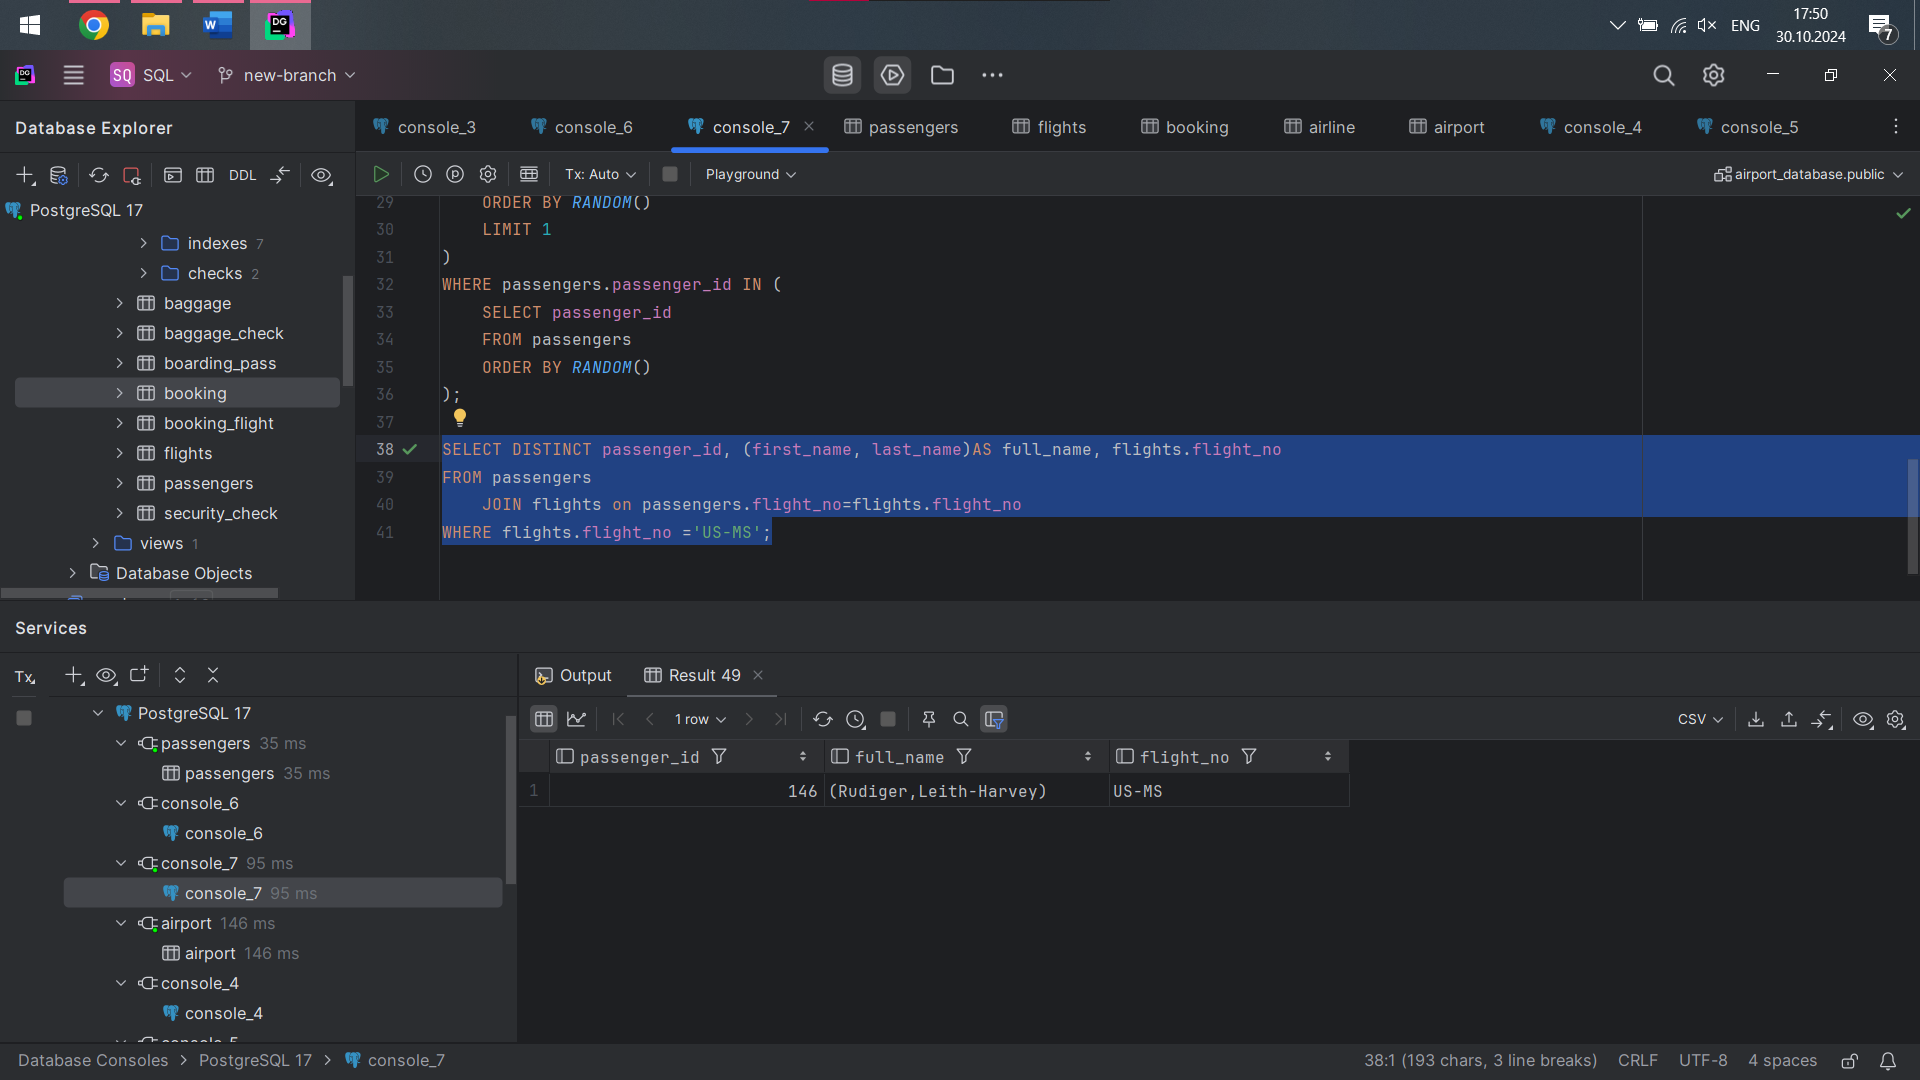 DG
W
DG
ENG
17:50
30.10.2024
7
DG
SQ SQL
new-branch
Database Explorer
console_3
console_6
console_7
passengers
flights
booking
airline
airport
console_4
console_5
DDL
Tx: Auto
Playground
airport_database.public
PostgreSQL 17
indexes 7
checks 2
baggage
baggage_check
boarding_pass
booking
booking_flight
flights
passengers
security_check
views 1
Database Objects
29 ORDER BY RANDOM()
30 LIMIT 1
31 )
32 WHERE passengers.passenger_id IN (
33 SELECT passenger_id
34 FROM passengers
35 ORDER BY RANDOM()
36 );
37
38 SELECT DISTINCT passenger_id, (first_name, last_name)AS full_name, flights.flight_no
39 FROM passengers
40 JOIN flights on passengers.flight_no=flights.flight_no
41 WHERE flights.flight_no ='US-MS';
Services
Tx
PostgreSQL 17
passengers 35 ms
passengers 35 ms
console_6
console_6
console_7 95 ms
console_7 95 ms
airport 146 ms
airport 146 ms
console_4
console_4
Output
Result 49
1 row
CSV
passenger_id
full_name
flight_no
1 146 (Rudiger,Leith-Harvey) US-MS
Database Consoles > PostgreSQL 17 > console_7
38:1 (193 chars, 3 line breaks)
CRLF
UTF-8
4 spaces